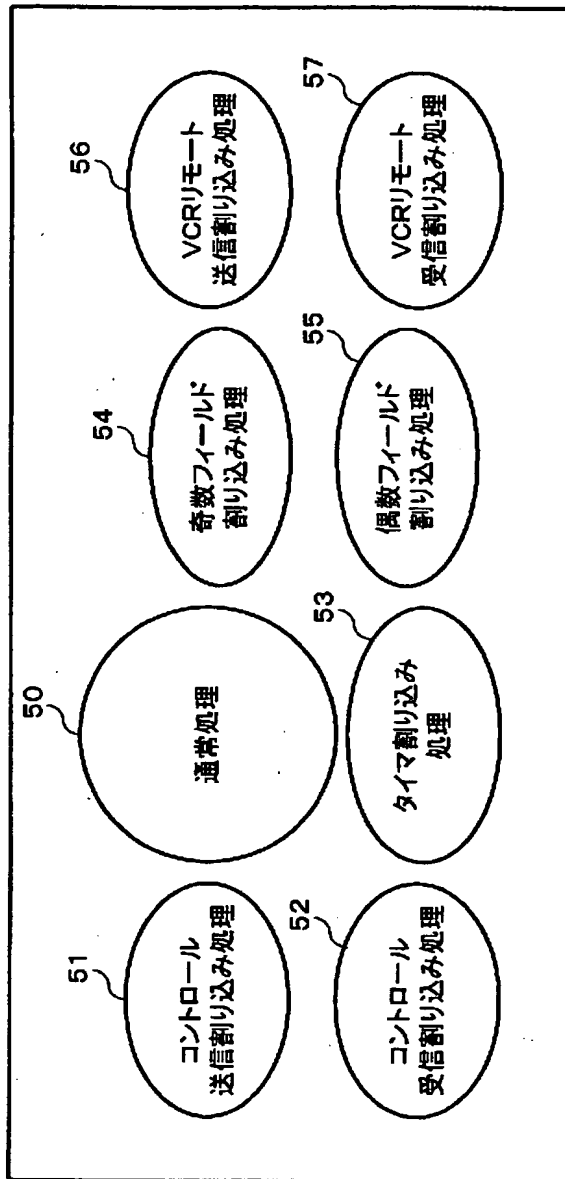 51
コントロール
送信割り込み処理
50
通常処理
54
奇数フィールド
割り込み処理
56
VCRリモート
送信割り込み処理
52
コントロール
受信割り込み処理
53
タイマ割り込み
処理
55
偶数フィールド
割り込み処理
57
VCRリモート
受信割り込み処理